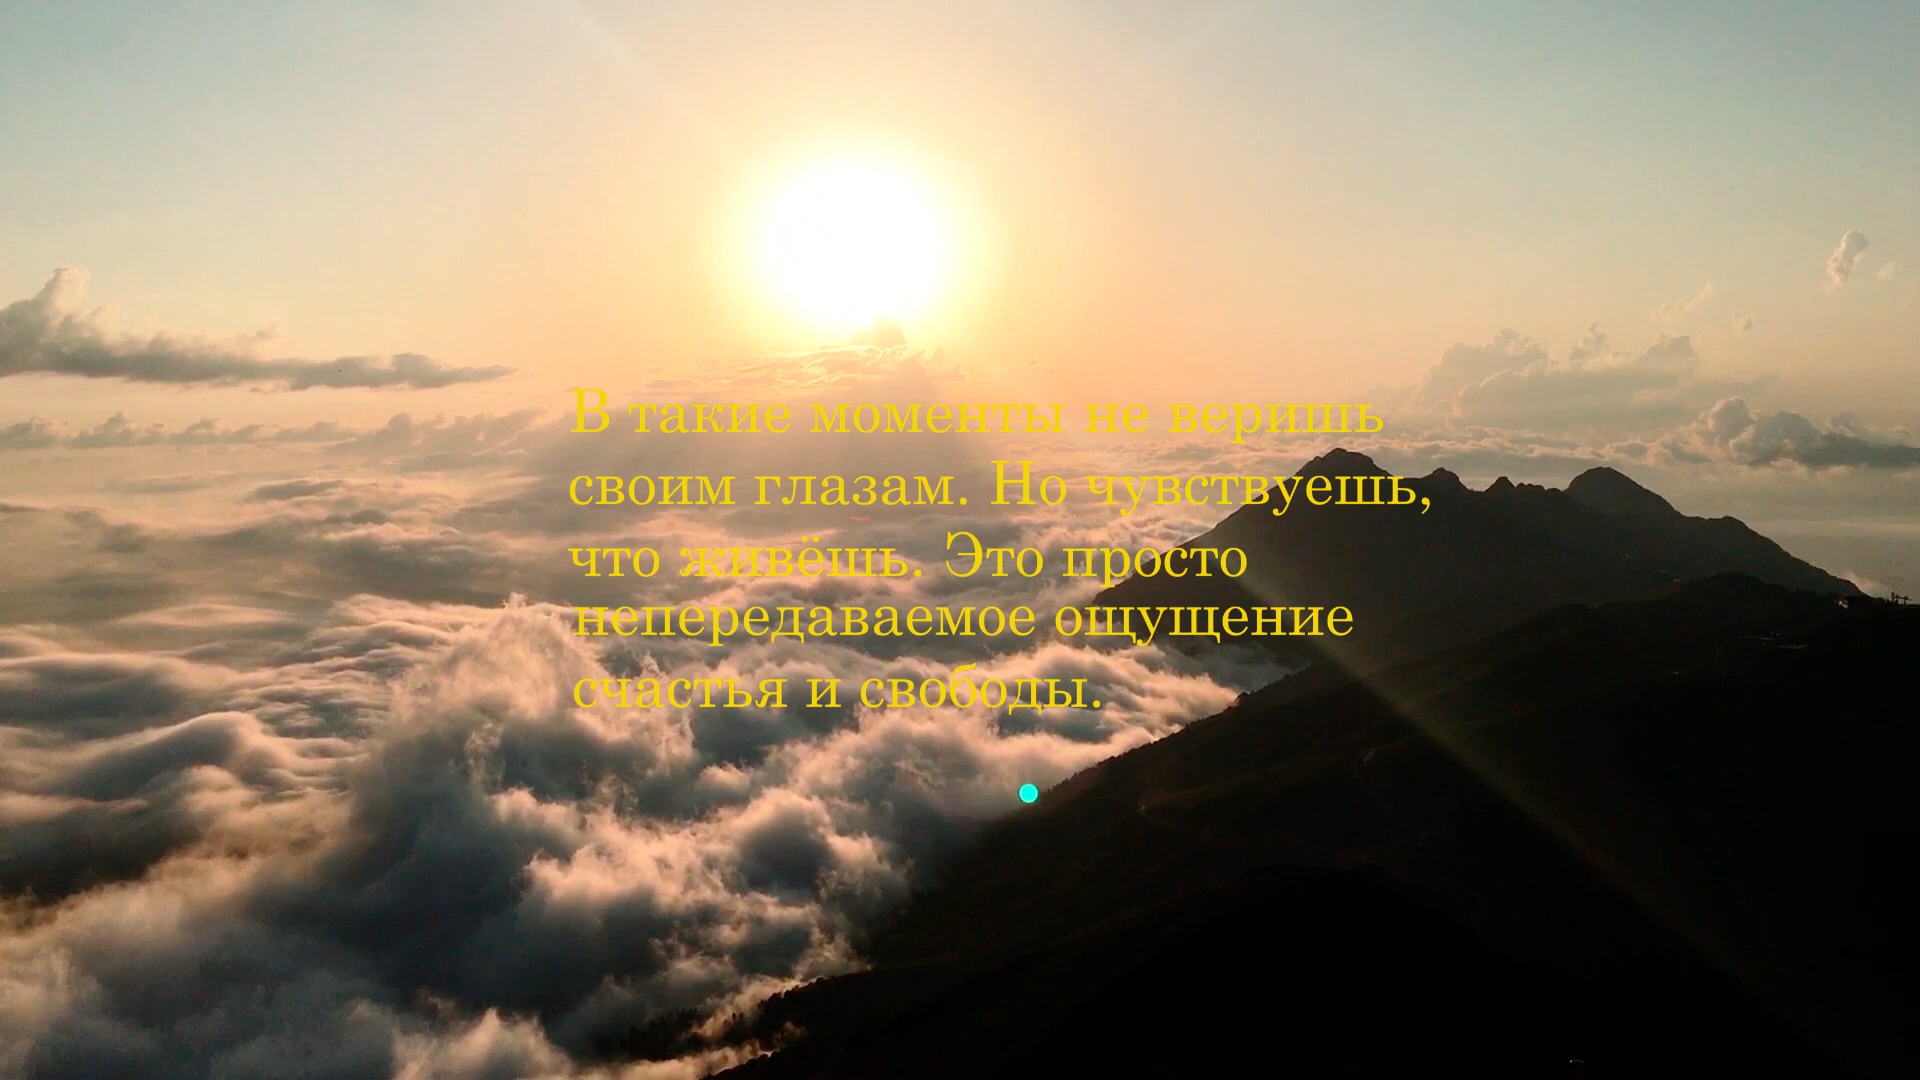 В такие моменты не веришь
своим глазам. Но чувствуешь,
что живёшь. Это просто
непередаваемое ощущение
счастья и свободы.